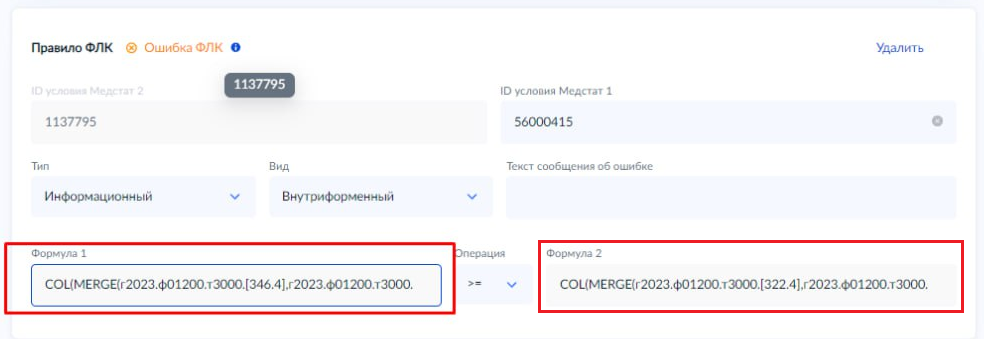 Правило ФЛК Ошибка ФЛК Удалить
1137795
ID условия Медстат 2 ID условия Медстат 1
1137795 56000415
Тип Вид Текст сообщения об ошибке
Информационный Внутриформенный
Формула 1 Операция Формула 2
COL(MERGE(г2023.ф01200.т3000.[346.4],г2023.ф01200.т3000. >= COL(MERGE(г2023.ф01200.т3000.[322.4],г2023.ф01200.т3000.